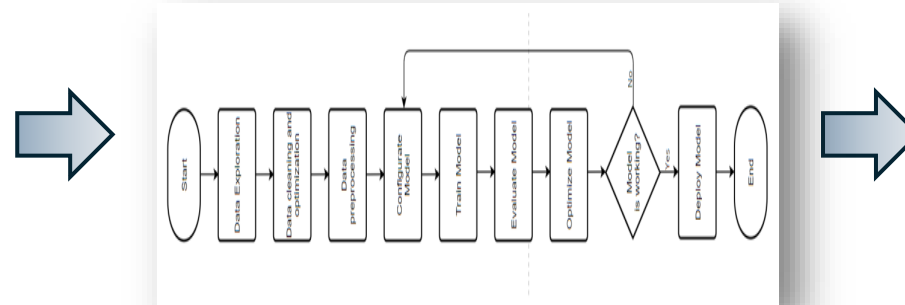 Start
Data Exploration
Data cleaning and
optimization
Data
preprocessing
Configurate
Model
Train Model
Evaluate Model
Optimize Model
Model
is working?
No
Yes
Deploy Model
End